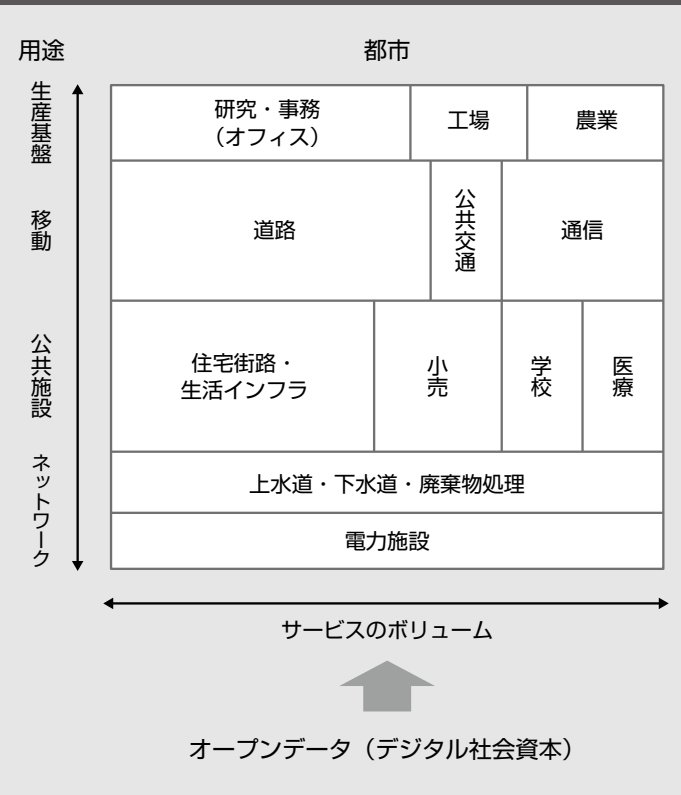 用途
都市
生産基盤
研究・事務
（オフィス）
工場
農業
移動
道路
公共交通
通信
公共施設
住宅街路・
生活インフラ
小売
学校
医療
ネットワーク
上水道・下水道・廃棄物処理
電力施設
サービスのボリューム
オープンデータ（デジタル社会資本）